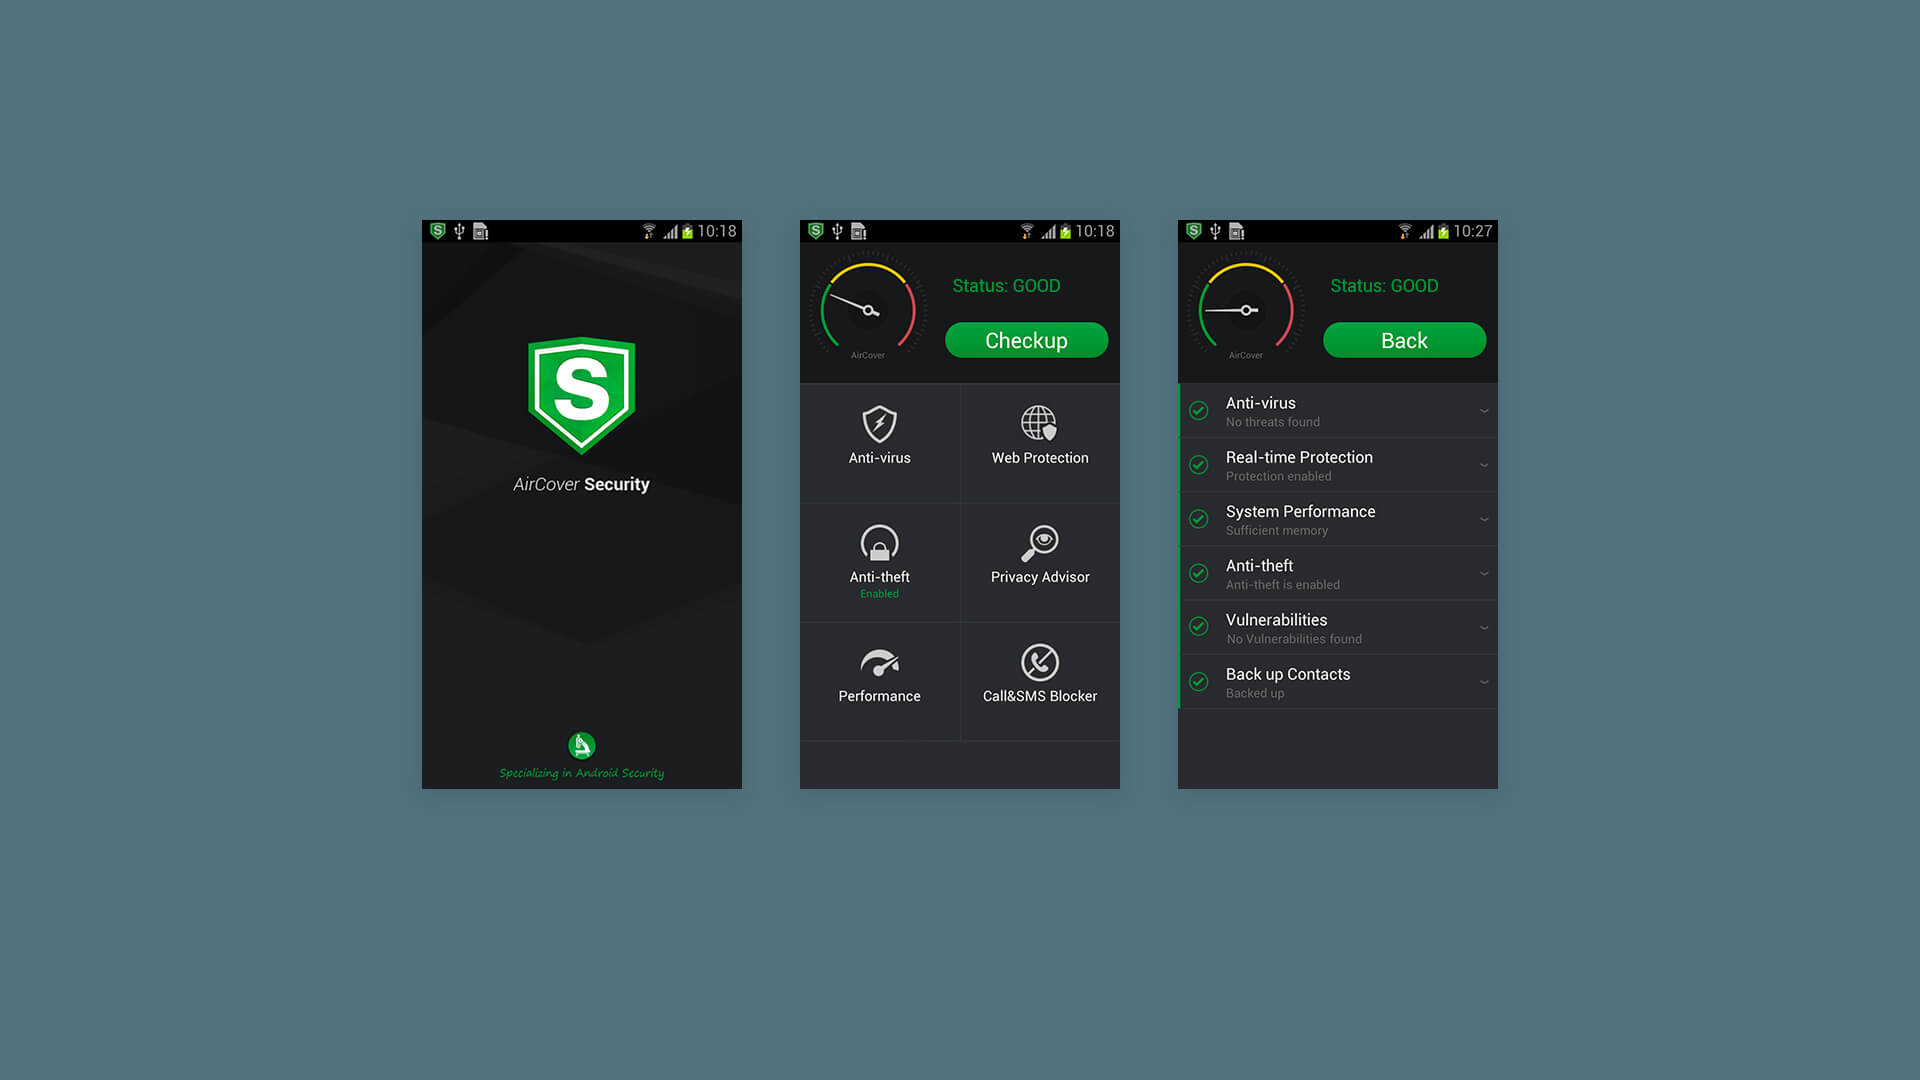 10:18
S
AirCover Security
Specializing in Android Security
10:18
Status: GOOD
Checkup
AirCover
Anti-virus
Web Protection
Anti-theft
Enabled
Privacy Advisor
Performance
Call&SMS Blocker
10:27
Status: GOOD
Back
AirCover
Anti-virus
No threats found
Real-time Protection
Protection enabled
System Performance
Sufficient memory
Anti-theft
Anti-theft is enabled
Vulnerabilities
No Vulnerabilities found
Back up Contacts
Backed up